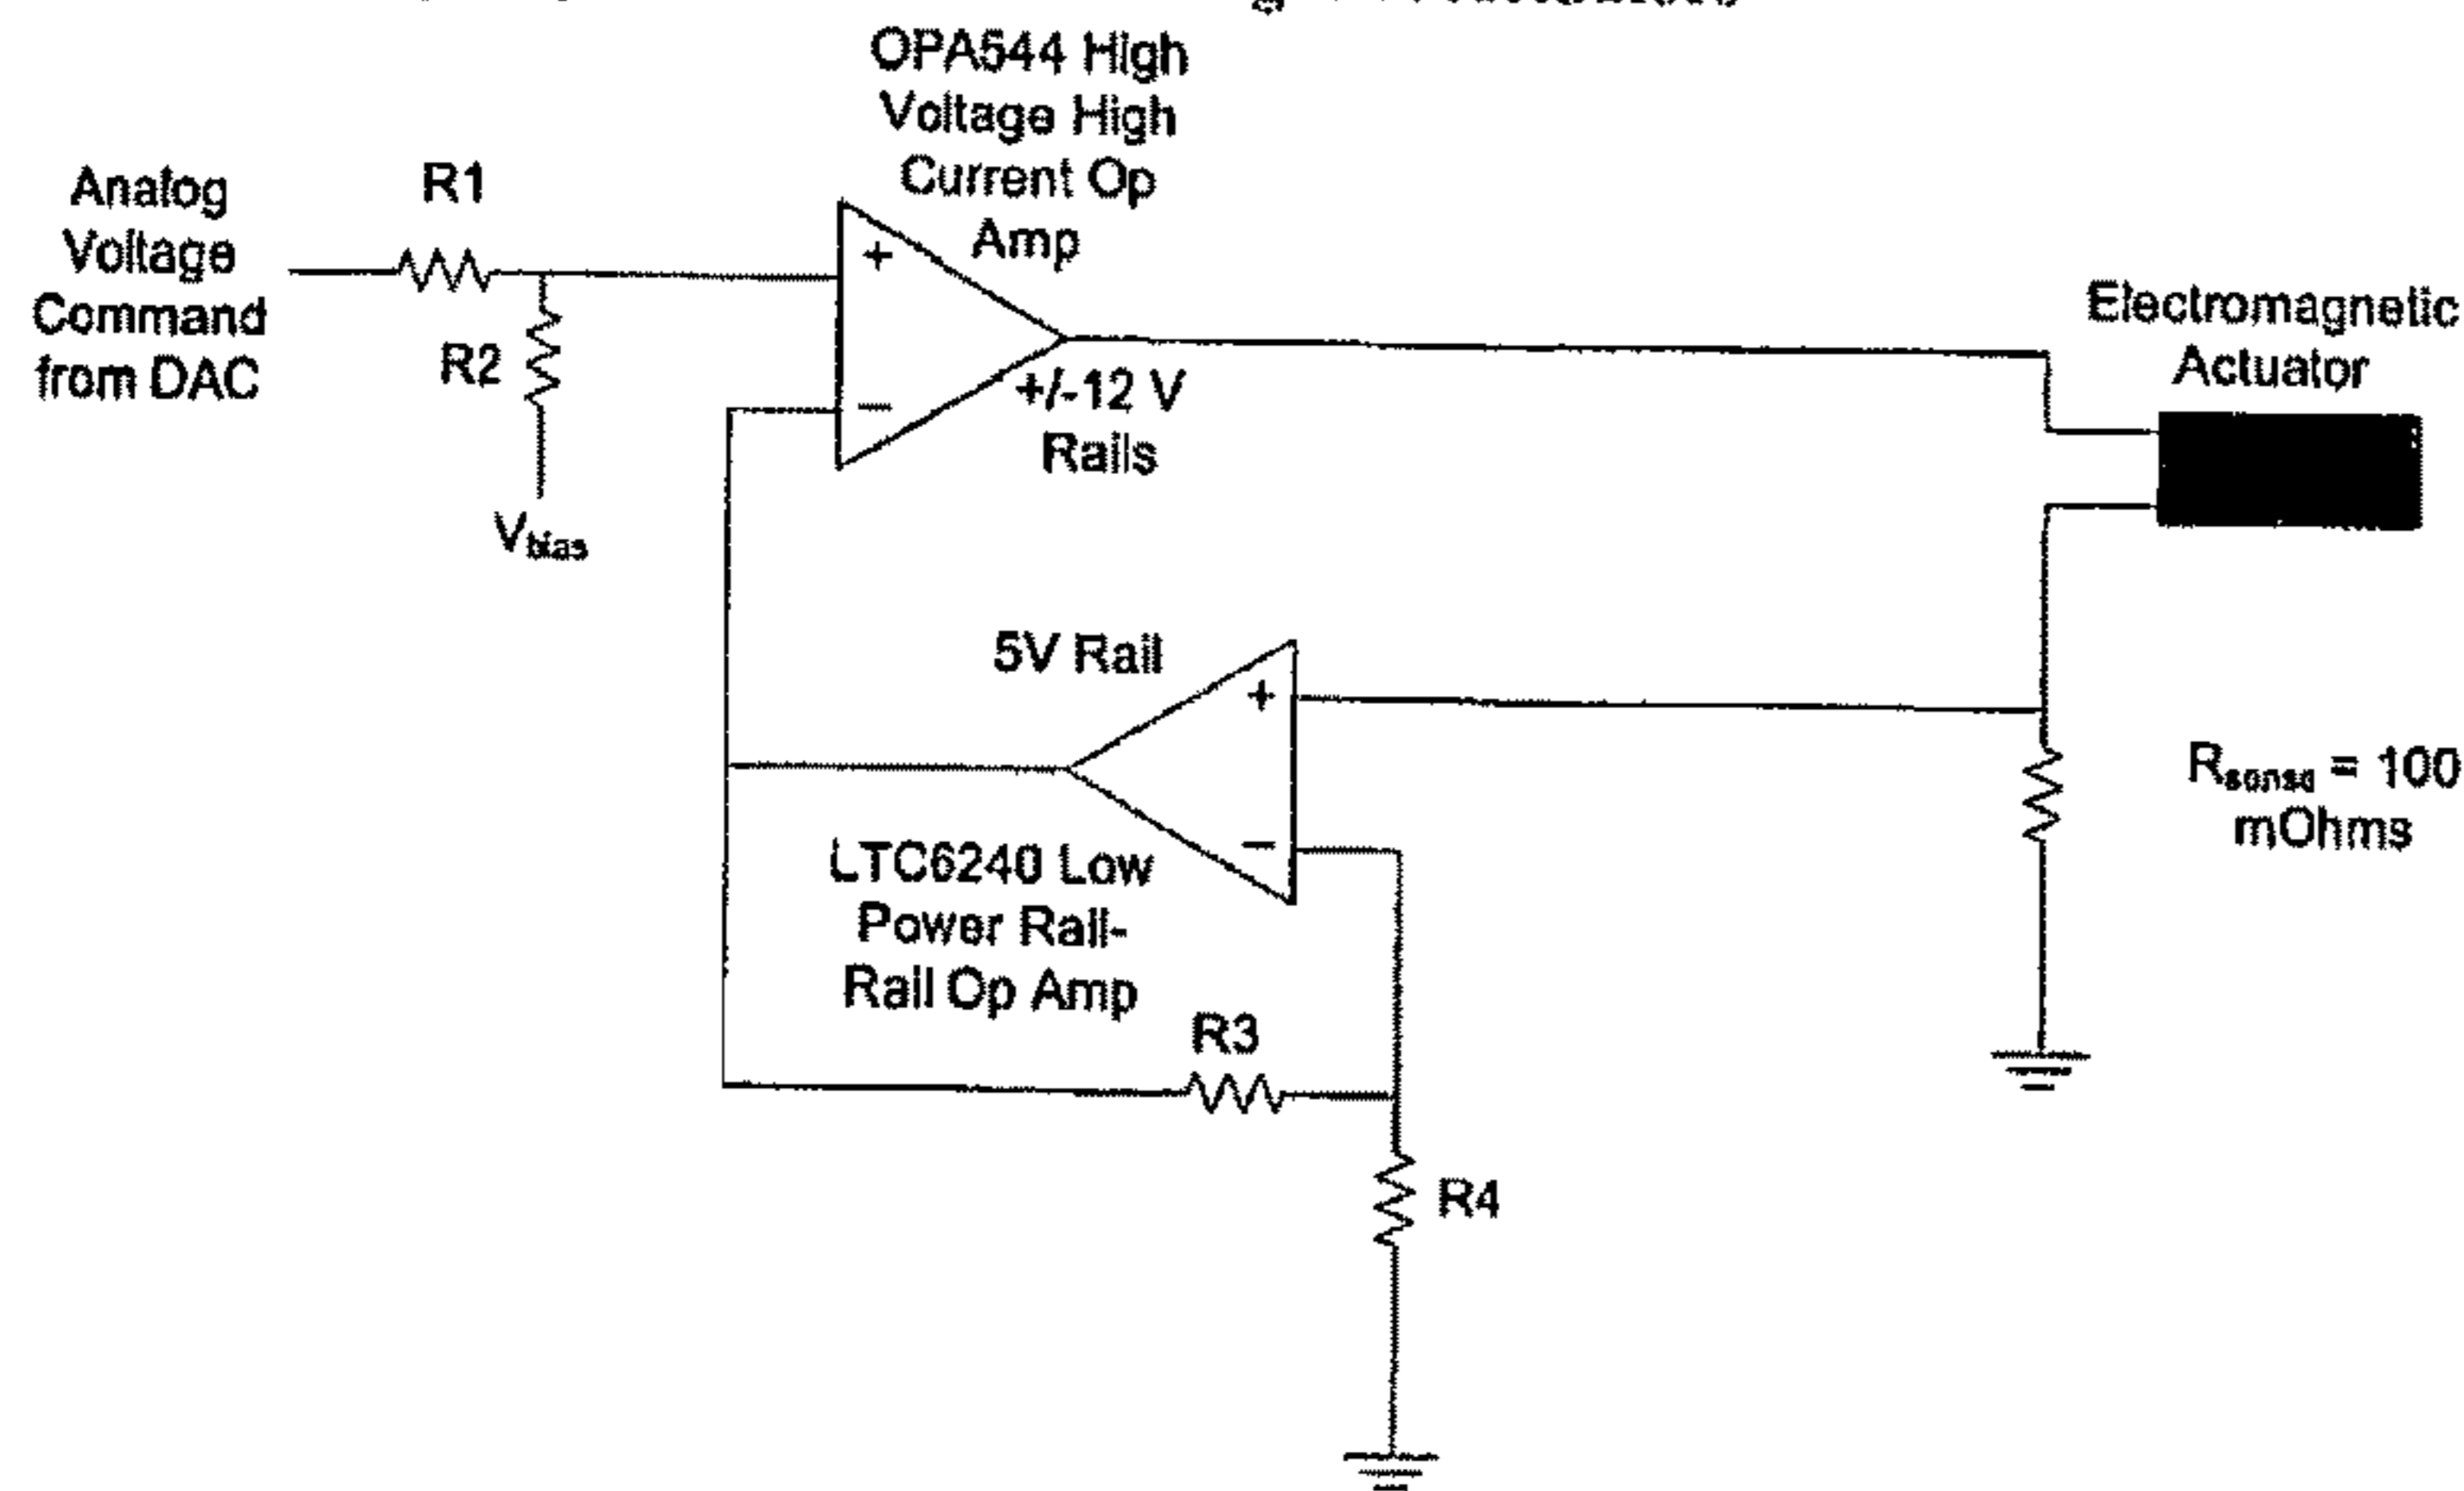 OPA544 High
Voltage High
Current Op
Amp
Analog
Voltage
Command
from DAC
R1
R2
Vbias
+
−
+/-12 V
Rails
Electromagnetic
Actuator
5V Rail
+
−
LTC6240 Low
Power Rail-
Rail Op Amp
Rsense = 100
mOhms
R3
R4